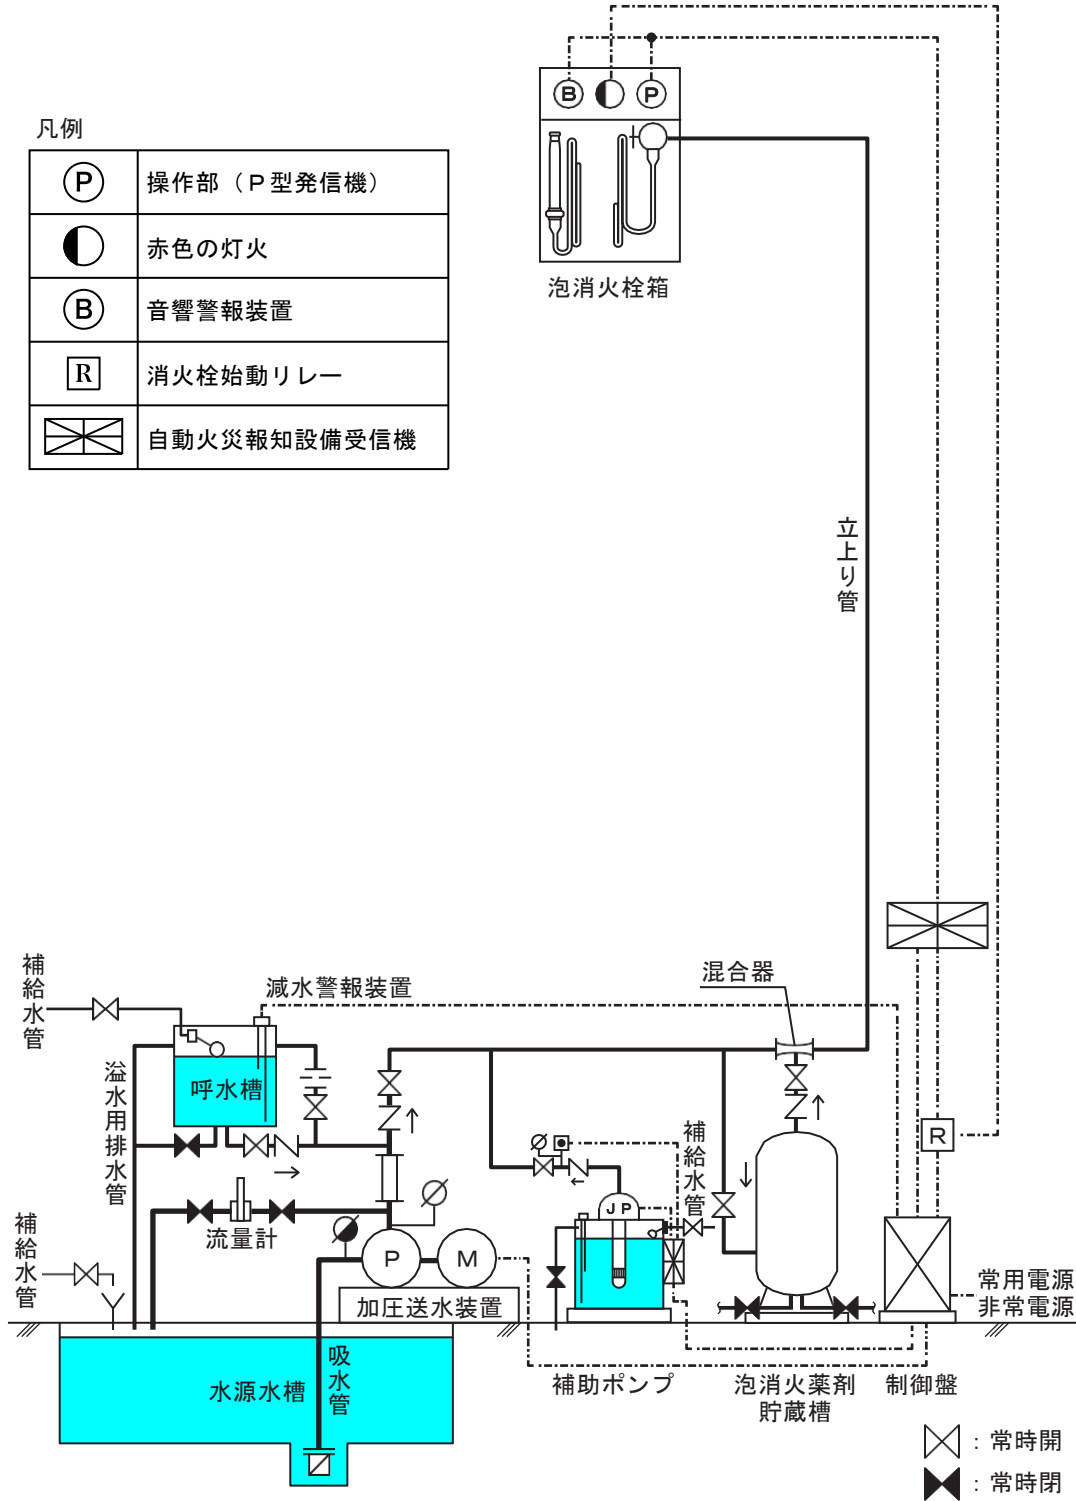 B
P
泡消火栓箱
凡例
P 操作部（P型発信機）
赤色の灯火
B 音響警報装置
R 消火栓始動リレー
自動火災報知設備受信機
立上り管
補給水管
減水警報装置
混合器
呼水槽
溢水用排水管
補給水管
R
J P
流量計
補給水管
P
M
加圧送水装置
常用電源
非常電源
水源水槽
吸水管
補助ポンプ
泡消火薬剤
貯蔵槽
制御盤
：常時開
：常時閉